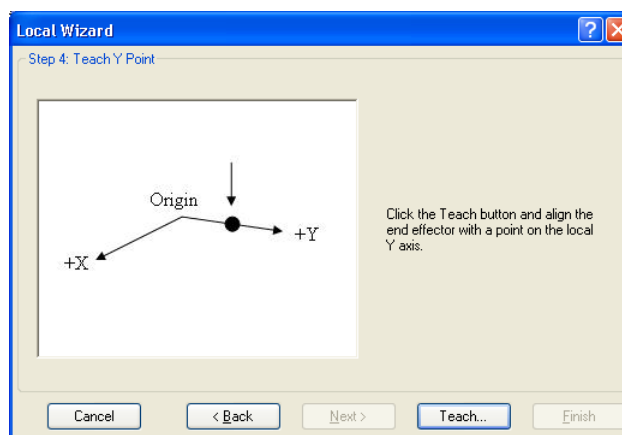 Local Wizard
Step 4: Teach Y Point
Origin
+Y
+X
Click the Teach button and align the
end effector with a point on the local
Y axis.
Cancel
< Back
Next >
Teach...
Finish